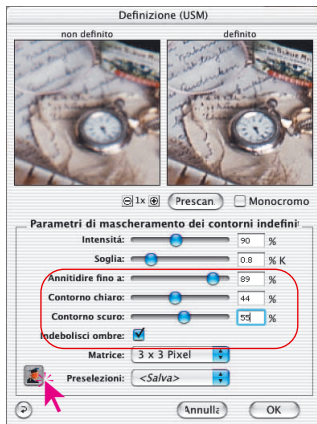 Definizione (USM)
non definito definito
1x Prescan Monocromo
Parametri di mascheramento dei contorni indefini
Intensitá: 90 %
Soglia: 0.8 % K
Annitidire fino a: 89 %
Contorno chiaro: 44 %
Contorno scuro: 55 %
Indebolisci ombre:
Matrice: 3 x 3 Pixel
Preselezioni: <Salva>
Annulla OK